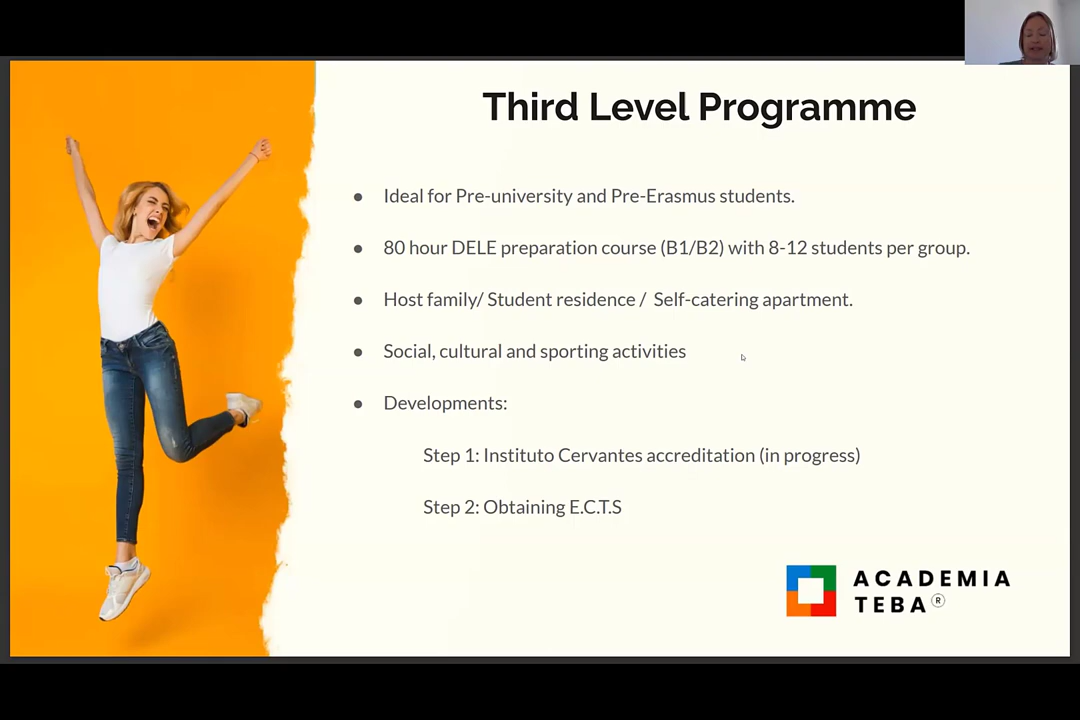 Third Level Programme
● Ideal for Pre-university and Pre-Erasmus students.
● 80 hour DELE preparation course (B1/B2) with 8-12 students per group.
● Host family/ Student residence / Self-catering apartment.
● Social, cultural and sporting activities
● Developments:
Step 1: Instituto Cervantes accreditation (in progress)
Step 2: Obtaining E.C.T.S
ACADEMIA
TEBA®